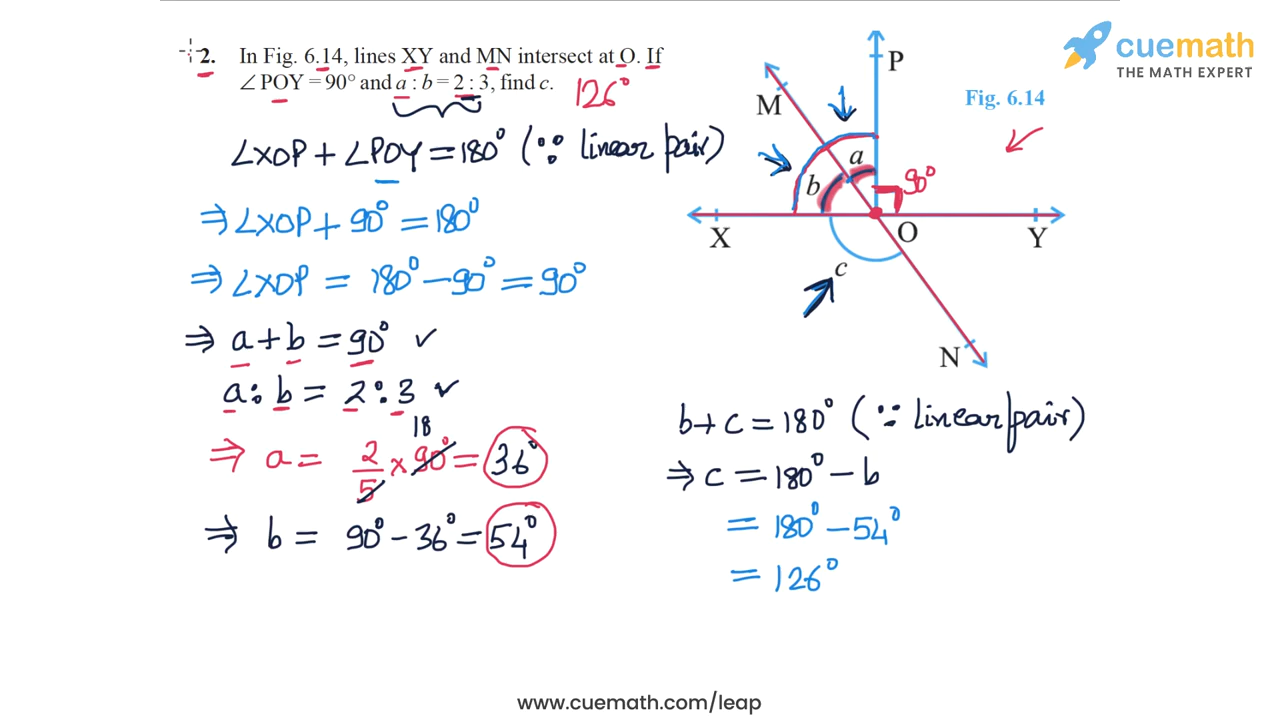 2. In Fig. 6.14, lines XY and MN intersect at O. If
∠ POY = 90° and a : b = 2 : 3, find c.
126°
∠XOP + ∠POY = 180° (∵ linear pair)
⇒ ∠XOP + 90° = 180°
⇒ ∠XOP = 180° − 90° = 90°
⇒ a + b = 90° ✓
a : b = 2 : 3 ✓
18
⇒ a = 2/5 × 90° = 36°
⇒ b = 90° − 36° = 54°
cuemath
THE MATH EXPERT
Fig. 6.14
P
M
a
b
90°
X
O
Y
c
N
b + c = 180° (∵ linear pair)
⇒ c = 180° − b
= 180° − 54°
= 126°
www.cuemath.com/leap